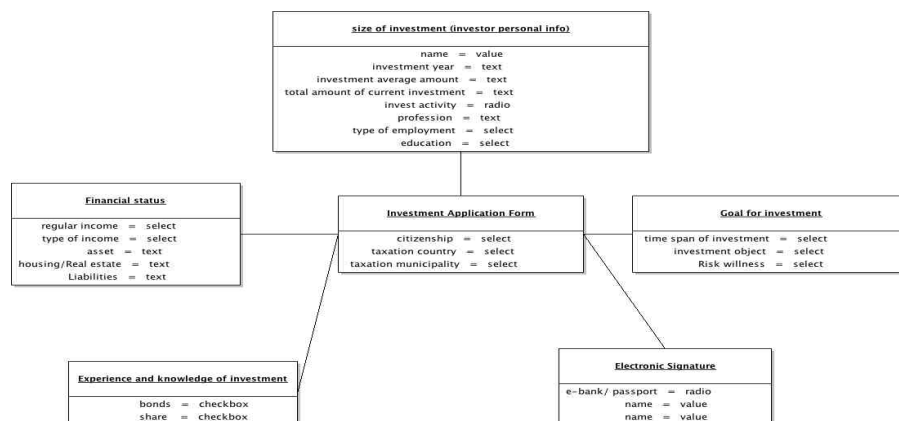 size of investment (investor personal info)
name = value
investment year = text
investment average amount = text
total amount of current investment = text
invest activity = radio
profession = text
type of employment = select
education = select
Financial status
regular income = select
type of income = select
asset = text
housing/Real estate = text
Liabilities = text
Investment Application Form
citizenship = select
taxation country = select
taxation municipality = select
Goal for investment
time span of investment = select
investment object = select
Risk willness = select
Experience and knowledge of investment
bonds = checkbox
share = checkbox
Electronic Signature
e-bank/ passport = radio
name = value
name = value